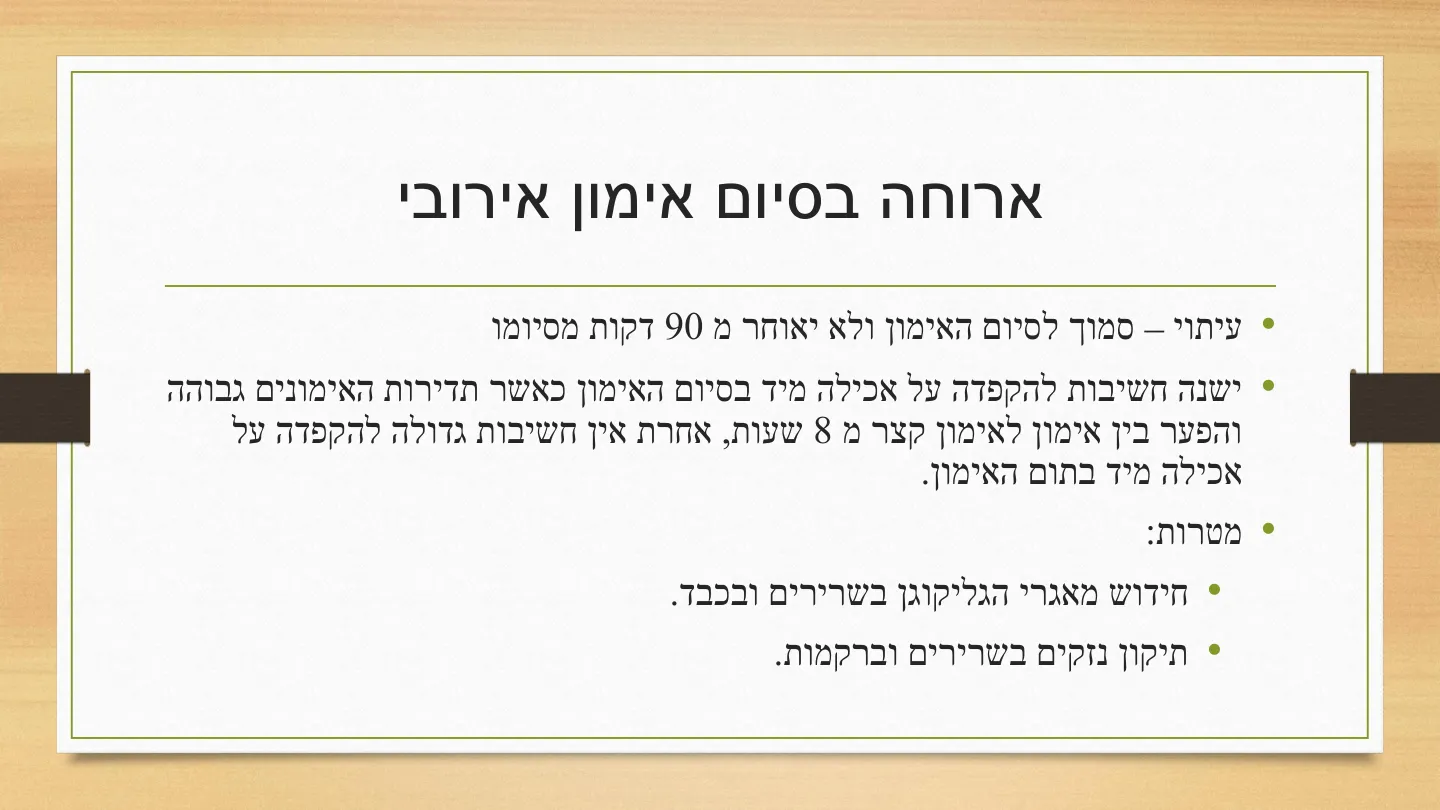 ארוחה בסיום אימון אירובי
• עיתוי – סמוך לסיום האימון ולא יאוחר מ 90 דקות מסיומו
• ישנה חשיבות להקפדה על אכילה מיד בסיום האימון כאשר תדירות האימונים גבוהה
והפער בין אימון לאימון קצר מ 8 שעות, אחרת אין חשיבות גדולה להקפדה על
אכילה מיד בתום האימון.
• מטרות:
• חידוש מאגרי הגליקוגן בשרירים ובכבד.
• תיקון נזקים בשרירים וברקמות.